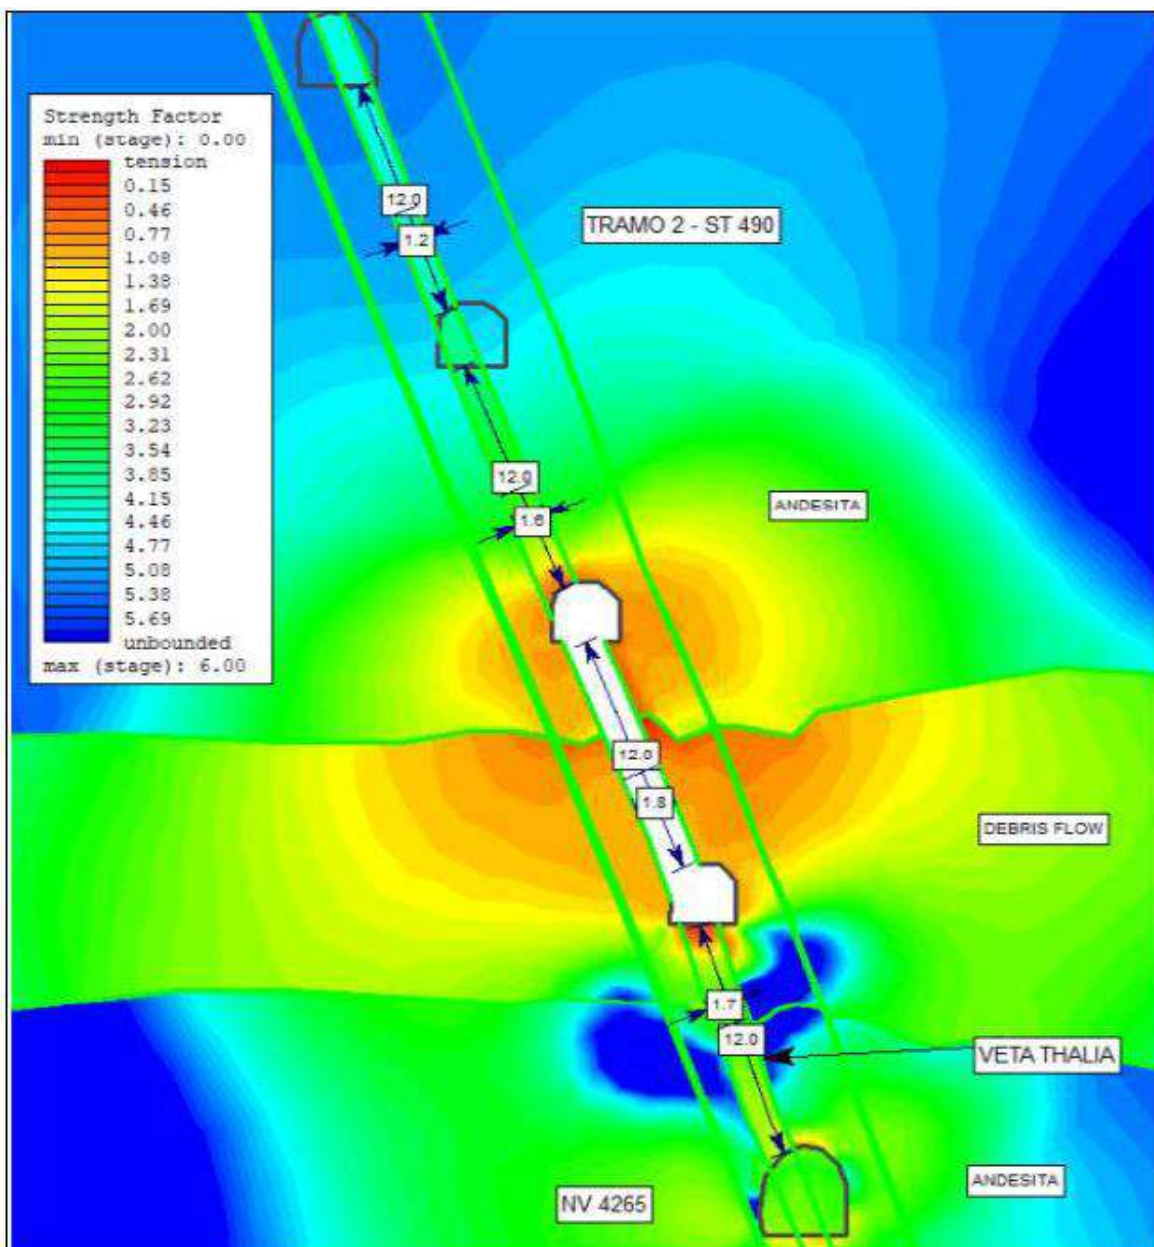 Strength Factor
min (stage): 0.00
tension
0.15
0.46
0.77
1.08
1.38
1.69
2.00
2.31
2.62
2.92
3.23
3.54
3.85
4.15
4.46
4.77
5.08
5.38
5.69
unbounded
max (stage): 6.00
12.0
1.2
TRAMO 2 - ST 490
12.0
1.6
ANDESITA
12.0
1.8
DEBRIS FLOW
1.7
12.0
VETA THALIA
ANDESITA
NV 4265